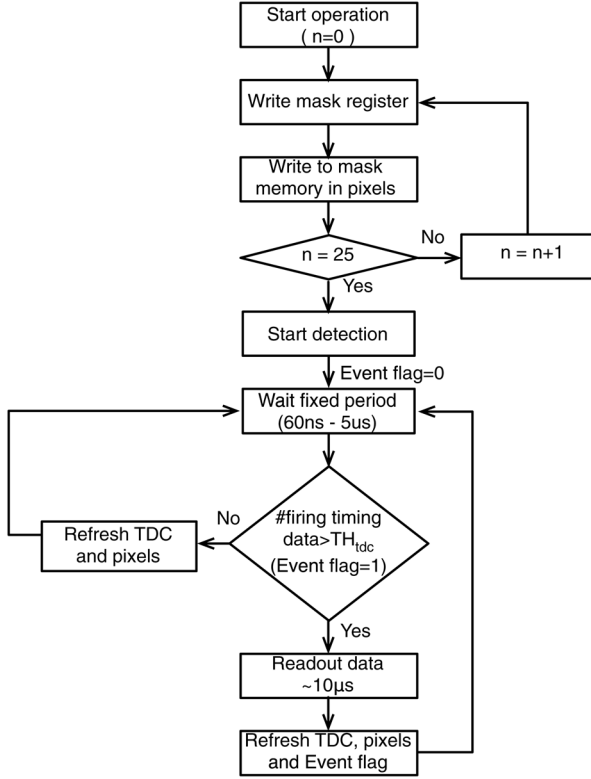 Start operation
( n=0 )
Write mask register
Write to mask
memory in pixels
n = 25
No
n = n+1
Yes
Start detection
Event flag=0
Wait fixed period
(60ns - 5us)
No
#firing timing
data>THtdc
(Event flag=1)
Refresh TDC
and pixels
Yes
Readout data
~10μs
Refresh TDC, pixels
and Event flag